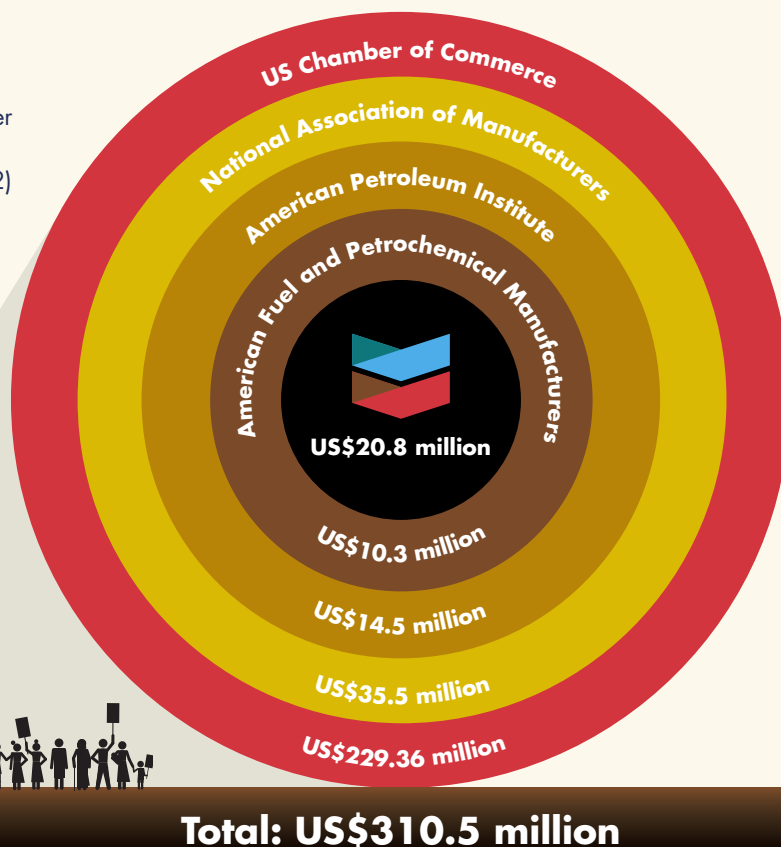 er
2)
US Chamber of Commerce
National Association of Manufacturers
American Petroleum Institute
American Fuel and Petrochemical Manufacturers
US$20.8 million
US$10.3 million
US$14.5 million
US$35.5 million
US$229.36 million
Total: US$310.5 million